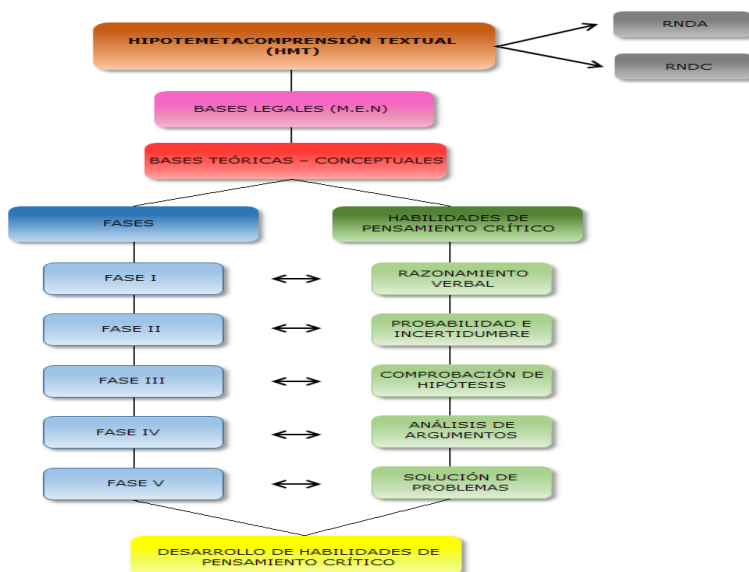 HIPOTEMETACOMPRENSIÓN TEXTUAL
(HMT)
RNDA
RNDC
BASES LEGALES (M.E.N)
BASES TEÓRICAS – CONCEPTUALES
FASES
HABILIDADES DE
PENSAMIENTO CRÍTICO
FASE I
RAZONAMIENTO
VERBAL
FASE II
PROBABILIDAD E
INCERTIDUMBRE
FASE III
COMPROBACIÓN DE
HIPÓTESIS
FASE IV
ANÁLISIS DE
ARGUMENTOS
FASE V
SOLUCIÓN DE
PROBLEMAS
DESARROLLO DE HABILIDADES DE
PENSAMIENTO CRÍTICO